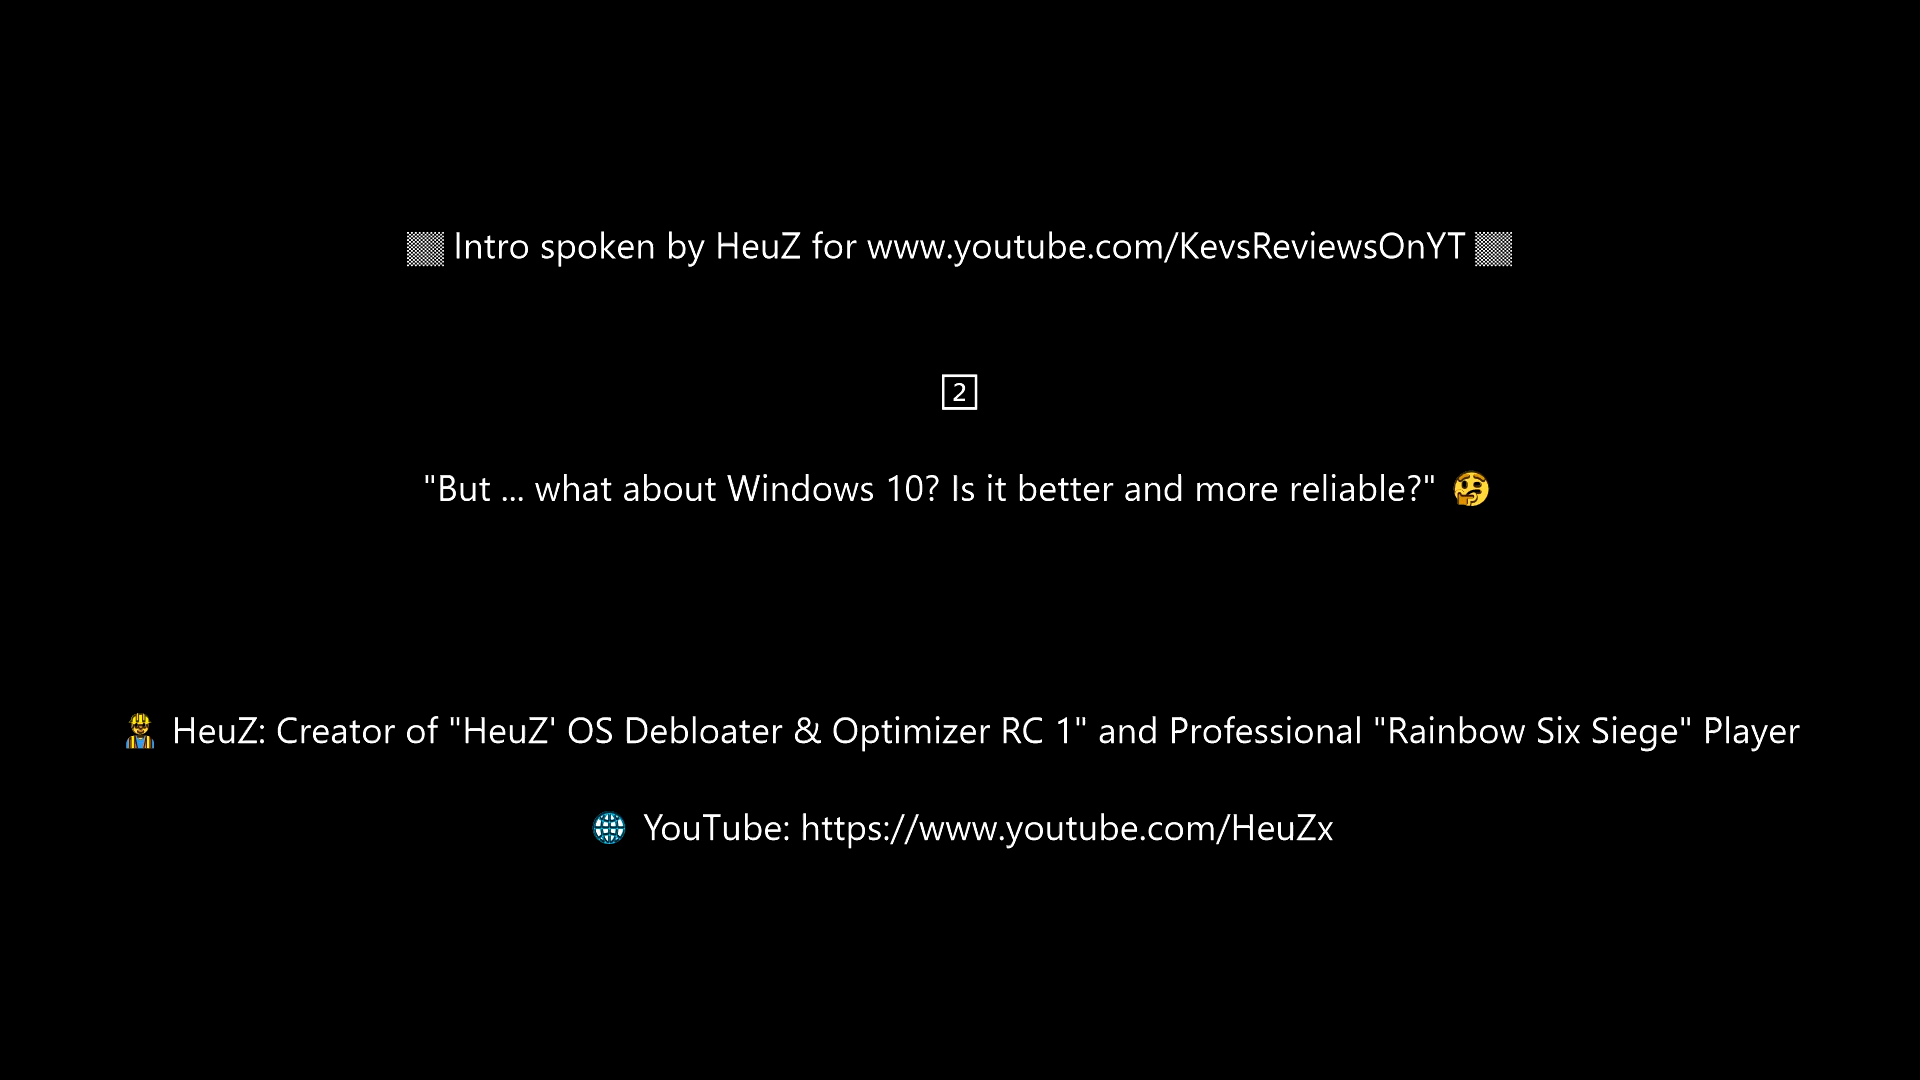 ▒▒ Intro spoken by HeuZ for www.youtube.com/KevsReviewsOnYT ▒▒
2
"But ... what about Windows 10? Is it better and more reliable?" 🤔
👷 HeuZ: Creator of "HeuZ' OS Debloater & Optimizer RC 1" and Professional "Rainbow Six Siege" Player
🌐 YouTube: https://www.youtube.com/HeuZx